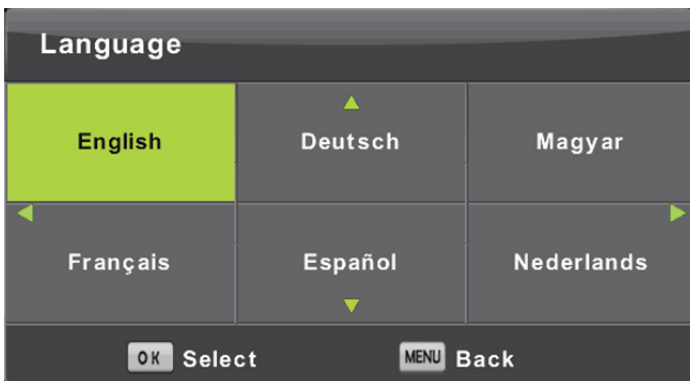 Language
English Deutsch Magyar
Français Español Nederlands
OK Select MENU Back